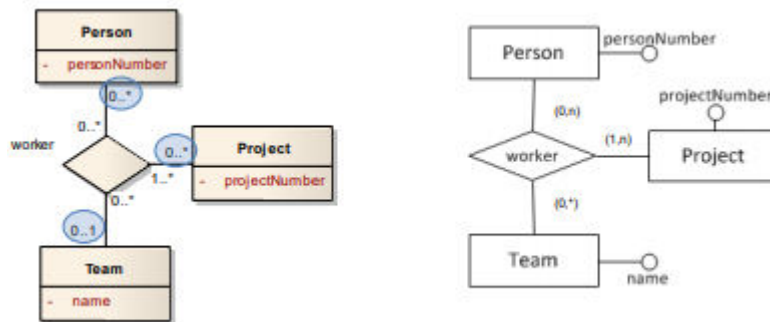 Person
- personNumber
0..*
0..*
worker
0..*
1..*
Project
- projectNumber
0..*
0..1
Team
- name
Person
personNumber
(0,n)
projectNumber
worker
(1,n)
Project
(0,*)
Team
name